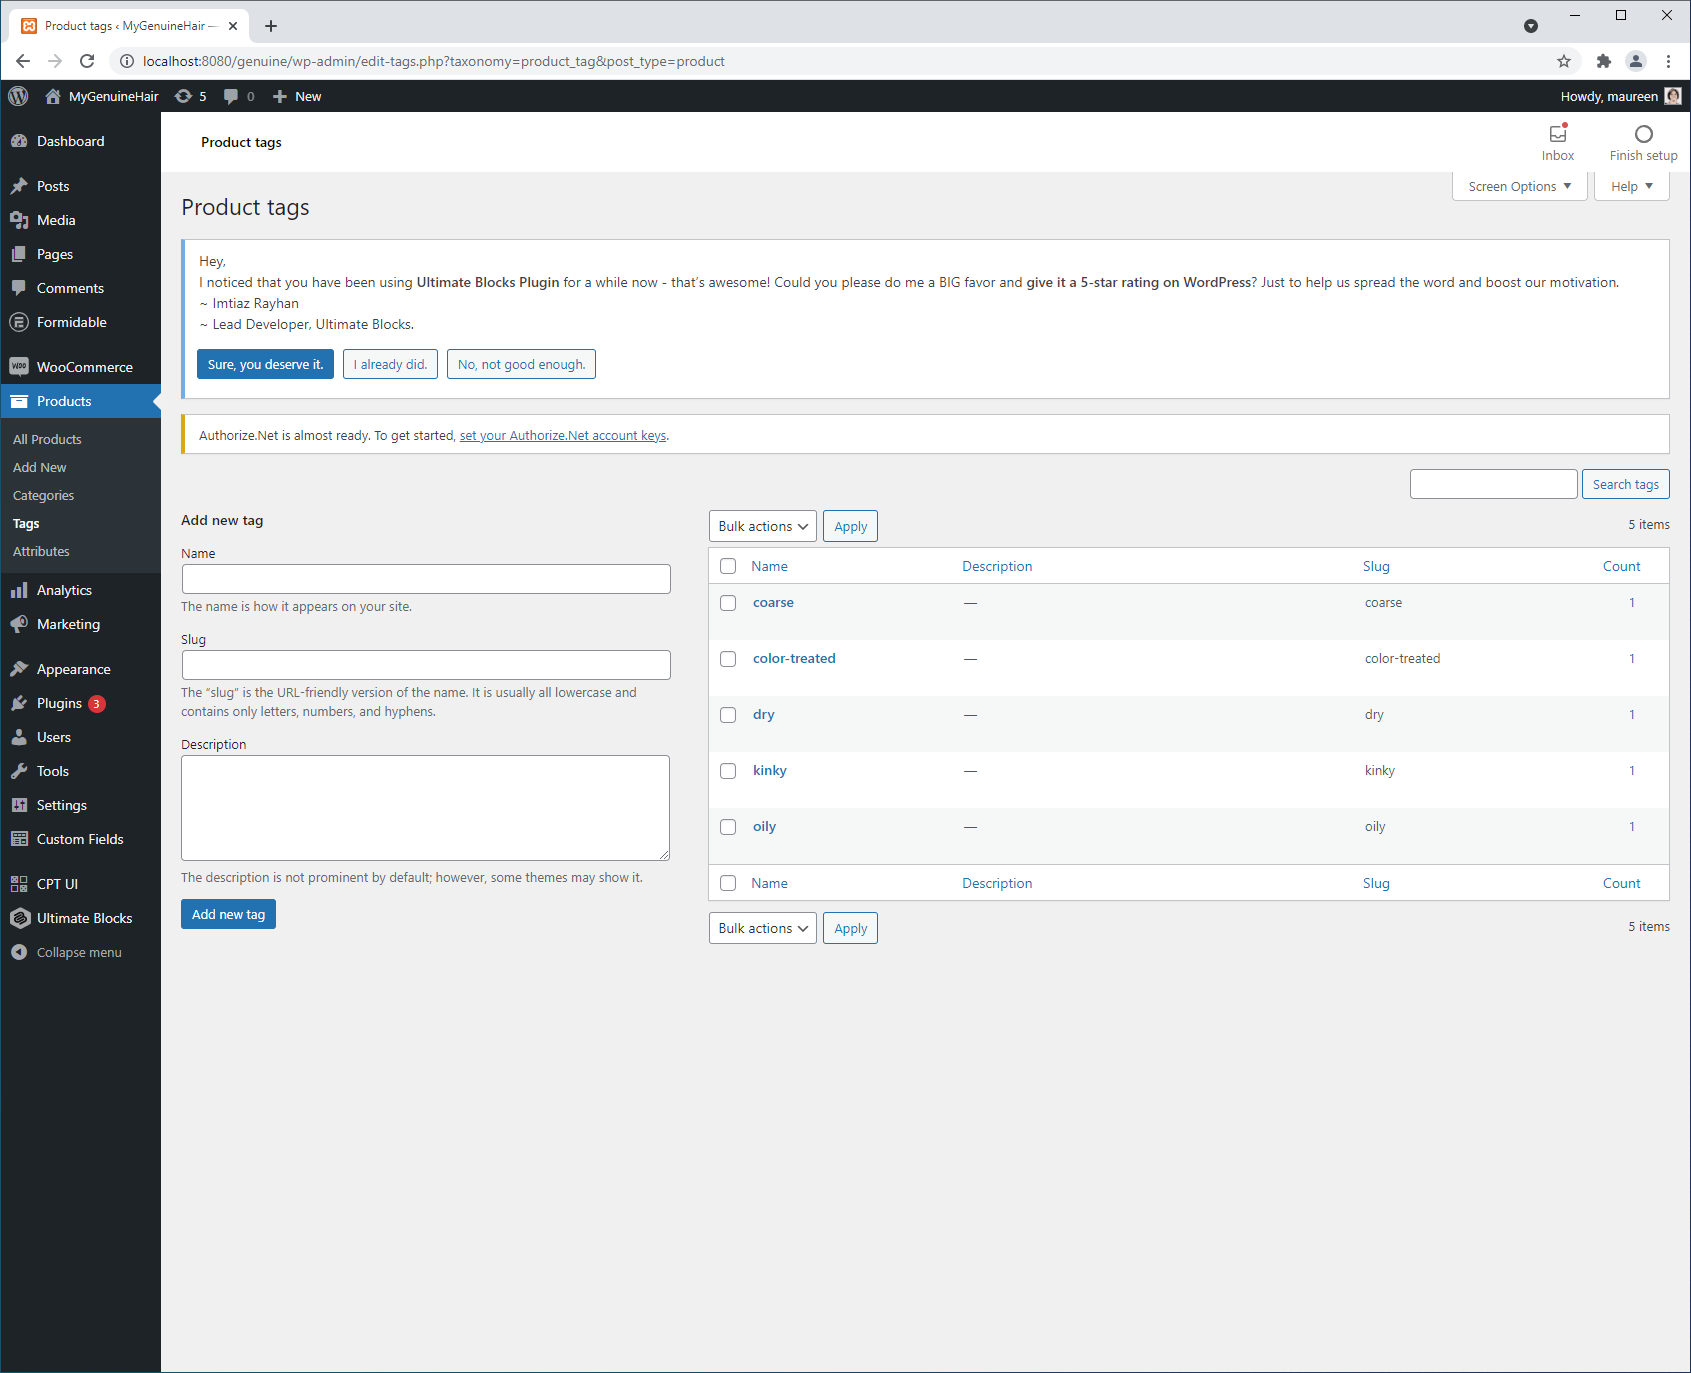 Product tags ‹ MyGenuineHair —
localhost:8080/genuine/wp-admin/edit-tags.php?taxonomy=product_tag&post_type=product
MyGenuineHair 5 0 New Howdy, maureen
Dashboard
Posts
Media
Pages
Comments
Formidable
WOO WooCommerce
Products
All Products
Add New
Categories
Tags
Attributes
Analytics
Marketing
Appearance
Plugins 3
Users
Tools
Settings
Custom Fields
CPT UI
Ultimate Blocks
Collapse menu
Product tags
Inbox
Finish setup
Screen Options
Help
Product tags
Hey,
I noticed that you have been using Ultimate Blocks Plugin for a while now - that’s awesome! Could you please do me a BIG favor and give it a 5-star rating on WordPress? Just to help us spread the word and boost our motivation.
~ Imtiaz Rayhan
~ Lead Developer, Ultimate Blocks.
Sure, you deserve it. I already did. No, not good enough.
Authorize.Net is almost ready. To get started, set your Authorize.Net account keys.
Search tags
Add new tag
Name
The name is how it appears on your site.
Slug
The “slug” is the URL-friendly version of the name. It is usually all lowercase and
contains only letters, numbers, and hyphens.
Description
The description is not prominent by default; however, some themes may show it.
Add new tag
Bulk actions Apply 5 items
Name Description Slug Count
coarse — coarse 1
color-treated — color-treated 1
dry — dry 1
kinky — kinky 1
oily — oily 1
Name Description Slug Count
Bulk actions Apply 5 items